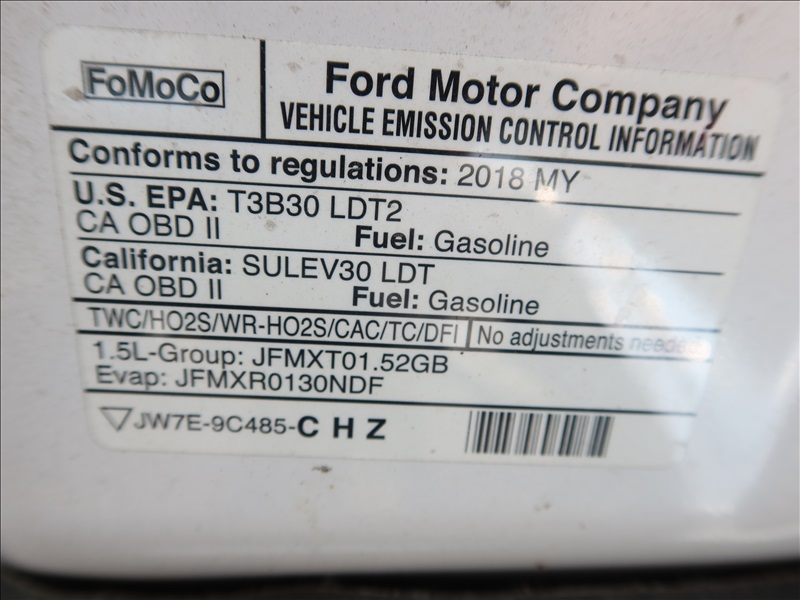 FoMoCo
Ford Motor Company
VEHICLE EMISSION CONTROL INFORMATION
Conforms to regulations: 2018 MY
U.S. EPA: T3B30 LDT2
CA OBD II Fuel: Gasoline
California: SULEV30 LDT
CA OBD II Fuel: Gasoline
TWC/HO2S/WR-HO2S/CAC/TC/DFI No adjustments needed
1.5L-Group: JFMXT01.52GB
Evap: JFMXR0130NDF
JW7E-9C485-C H Z